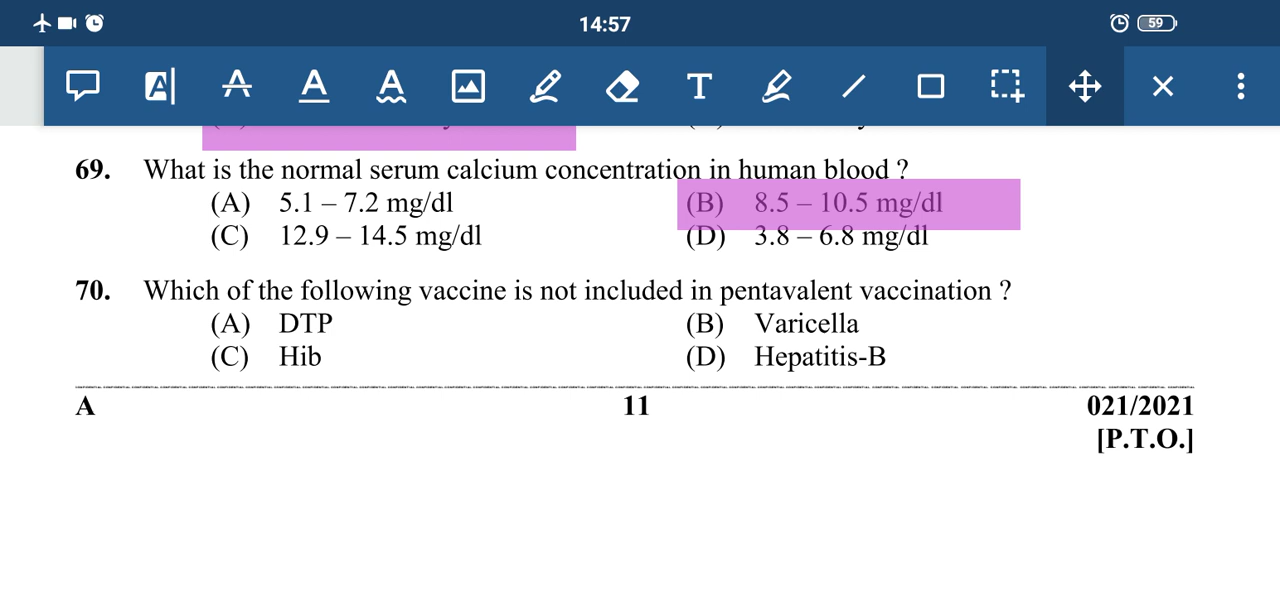 14:57
59
A A A A T
69. What is the normal serum calcium concentration in human blood ?
(A) 5.1 – 7.2 mg/dl (B) 8.5 – 10.5 mg/dl
(C) 12.9 – 14.5 mg/dl (D) 3.8 – 6.8 mg/dl
70. Which of the following vaccine is not included in pentavalent vaccination ?
(A) DTP (B) Varicella
(C) Hib (D) Hepatitis-B
A 11 021/2021
[P.T.O.]